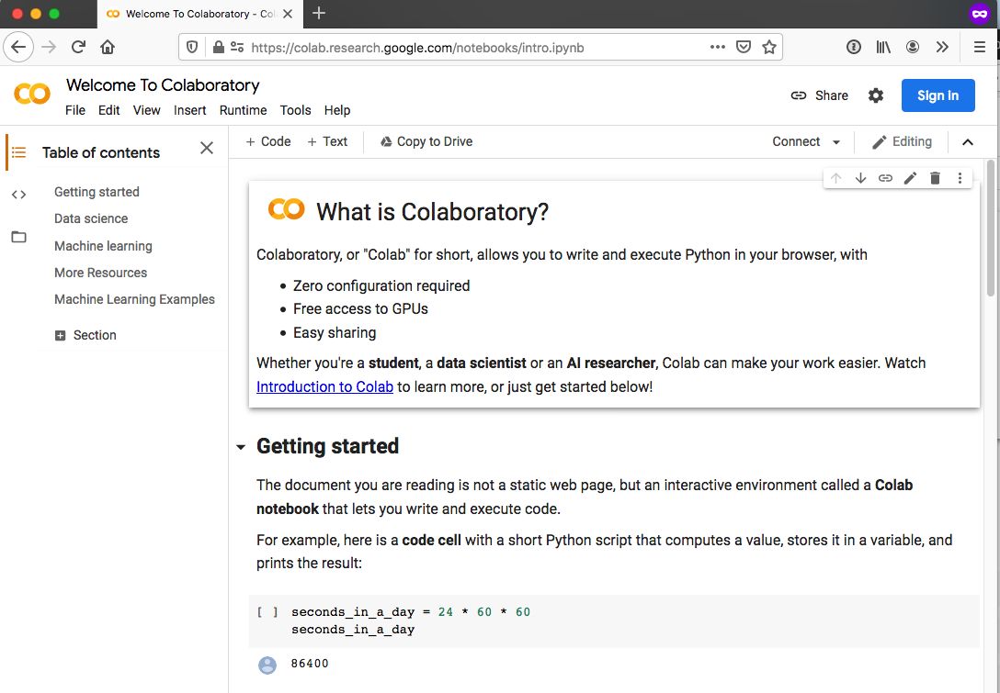 Welcome To Colaboratory - Col
https://colab.research.google.com/notebooks/intro.ipynb
Welcome To Colaboratory
File Edit View Insert Runtime Tools Help
Share
Sign in
Table of contents
Getting started
Data science
Machine learning
More Resources
Machine Learning Examples
Section
+ Code + Text Copy to Drive
Connect Editing
What is Colaboratory?
Colaboratory, or "Colab" for short, allows you to write and execute Python in your browser, with
• Zero configuration required
• Free access to GPUs
• Easy sharing
Whether you're a student, a data scientist or an AI researcher, Colab can make your work easier. Watch
Introduction to Colab to learn more, or just get started below!
Getting started
The document you are reading is not a static web page, but an interactive environment called a Colab
notebook that lets you write and execute code.
For example, here is a code cell with a short Python script that computes a value, stores it in a variable, and
prints the result:
[ ] seconds_in_a_day = 24 * 60 * 60
seconds_in_a_day
86400